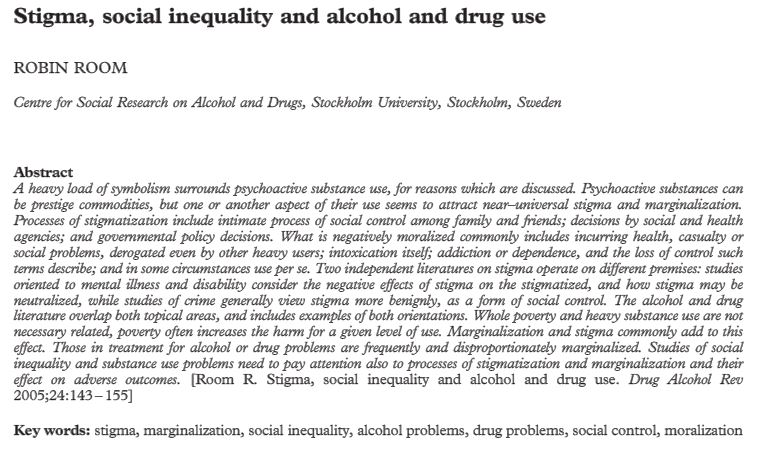 Stigma, social inequality and alcohol and drug use
ROBIN ROOM
Centre for Social Research on Alcohol and Drugs, Stockholm University, Stockholm, Sweden
Abstract
A heavy load of symbolism surrounds psychoactive substance use, for reasons which are discussed. Psychoactive substances can
be prestige commodities, but one or another aspect of their use seems to attract near–universal stigma and marginalization.
Processes of stigmatization include intimate process of social control among family and friends; decisions by social and health
agencies; and governmental policy decisions. What is negatively moralized commonly includes incurring health, casualty or
social problems, derogated even by other heavy users; intoxication itself; addiction or dependence, and the loss of control such
terms describe; and in some circumstances use per se. Two independent literatures on stigma operate on different premises: studies
oriented to mental illness and disability consider the negative effects of stigma on the stigmatized, and how stigma may be
neutralized, while studies of crime generally view stigma more benignly, as a form of social control. The alcohol and drug
literature overlap both topical areas, and includes examples of both orientations. Whole poverty and heavy substance use are not
necessary related, poverty often increases the harm for a given level of use. Marginalization and stigma commonly add to this
effect. Those in treatment for alcohol or drug problems are frequently and disproportionately marginalized. Studies of social
inequality and substance use problems need to pay attention also to processes of stigmatization and marginalization and their
effect on adverse outcomes. [Room R. Stigma, social inequality and alcohol and drug use. Drug Alcohol Rev
2005;24:143–155]
Key words: stigma, marginalization, social inequality, alcohol problems, drug problems, social control, moralization